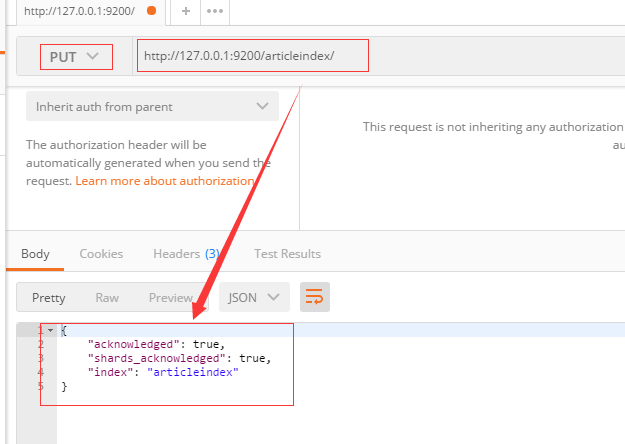 http://127.0.0.1:9200/
PUT http://127.0.0.1:9200/articleindex/
Inherit auth from parent
The authorization header will be
automatically generated when you send the
request. Learn more about authorization
This request is not inheriting any authorization
au
Body Cookies Headers (3) Test Results
Pretty Raw Preview JSON
1 {
2 "acknowledged": true,
3 "shards_acknowledged": true,
4 "index": "articleindex"
5 }